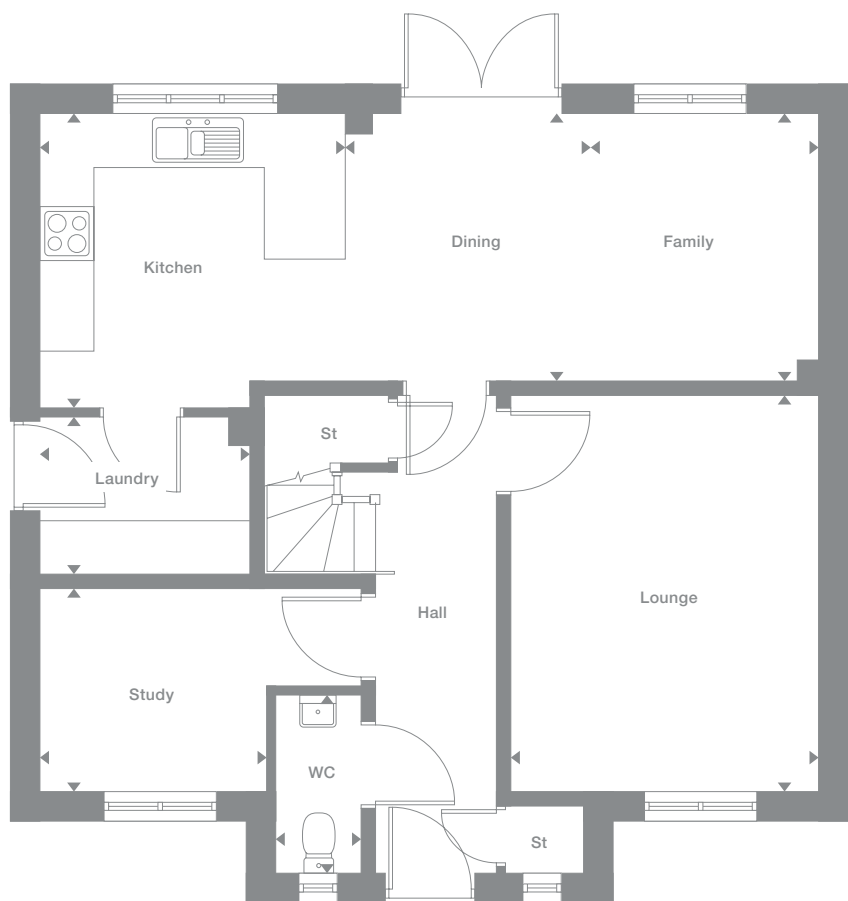 Dining
Family
Kitchen
St
Laundry
Lounge
Hall
Study
WC
St